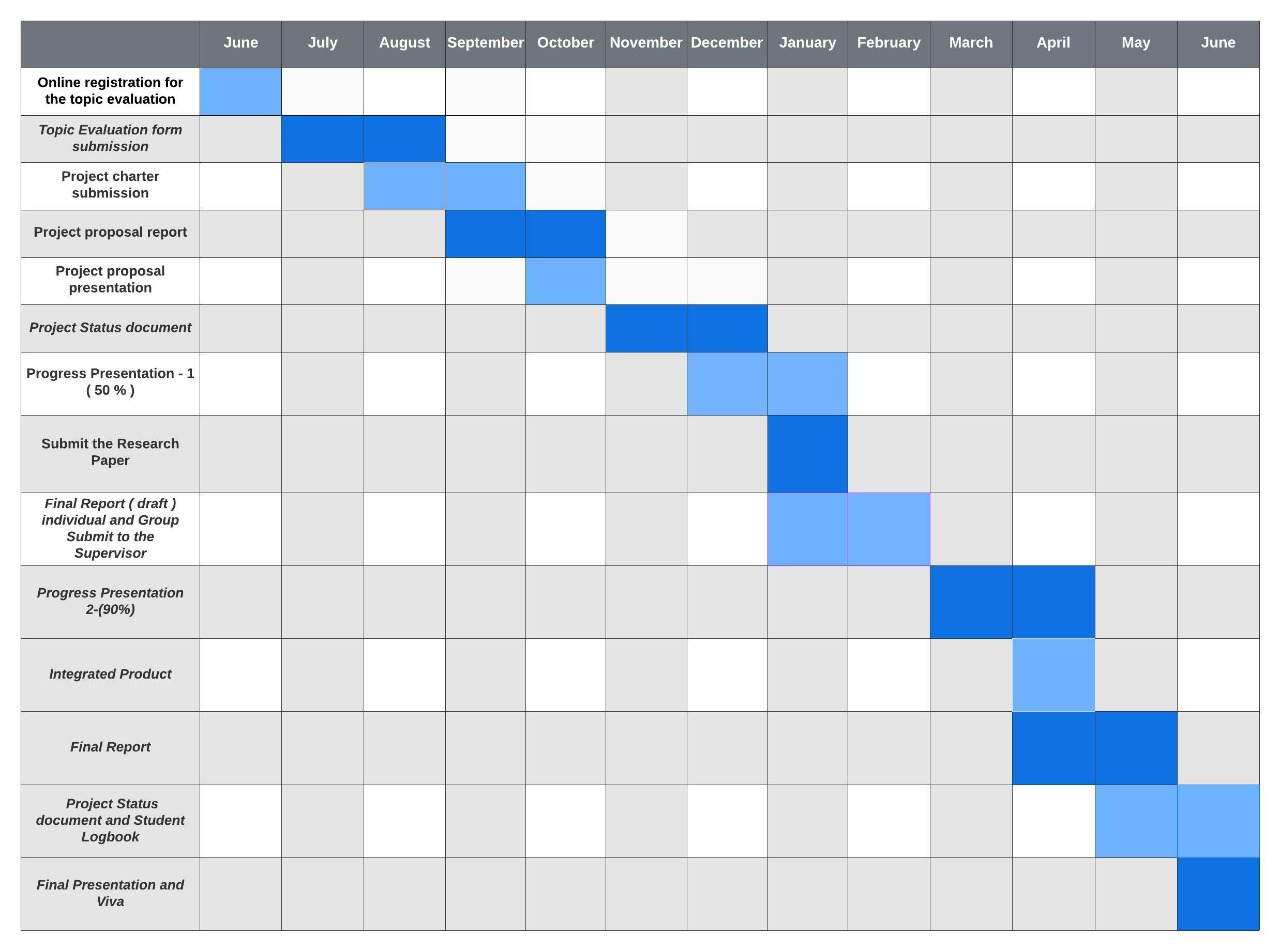 June July August September October November December January February March April May June
Online registration for
the topic evaluation
Topic Evaluation form
submission
Project charter
submission
Project proposal report
Project proposal
presentation
Project Status document
Progress Presentation - 1
( 50 % )
Submit the Research
Paper
Final Report ( draft )
individual and Group
Submit to the
Supervisor
Progress Presentation
2-(90%)
Integrated Product
Final Report
Project Status
document and Student
Logbook
Final Presentation and
Viva